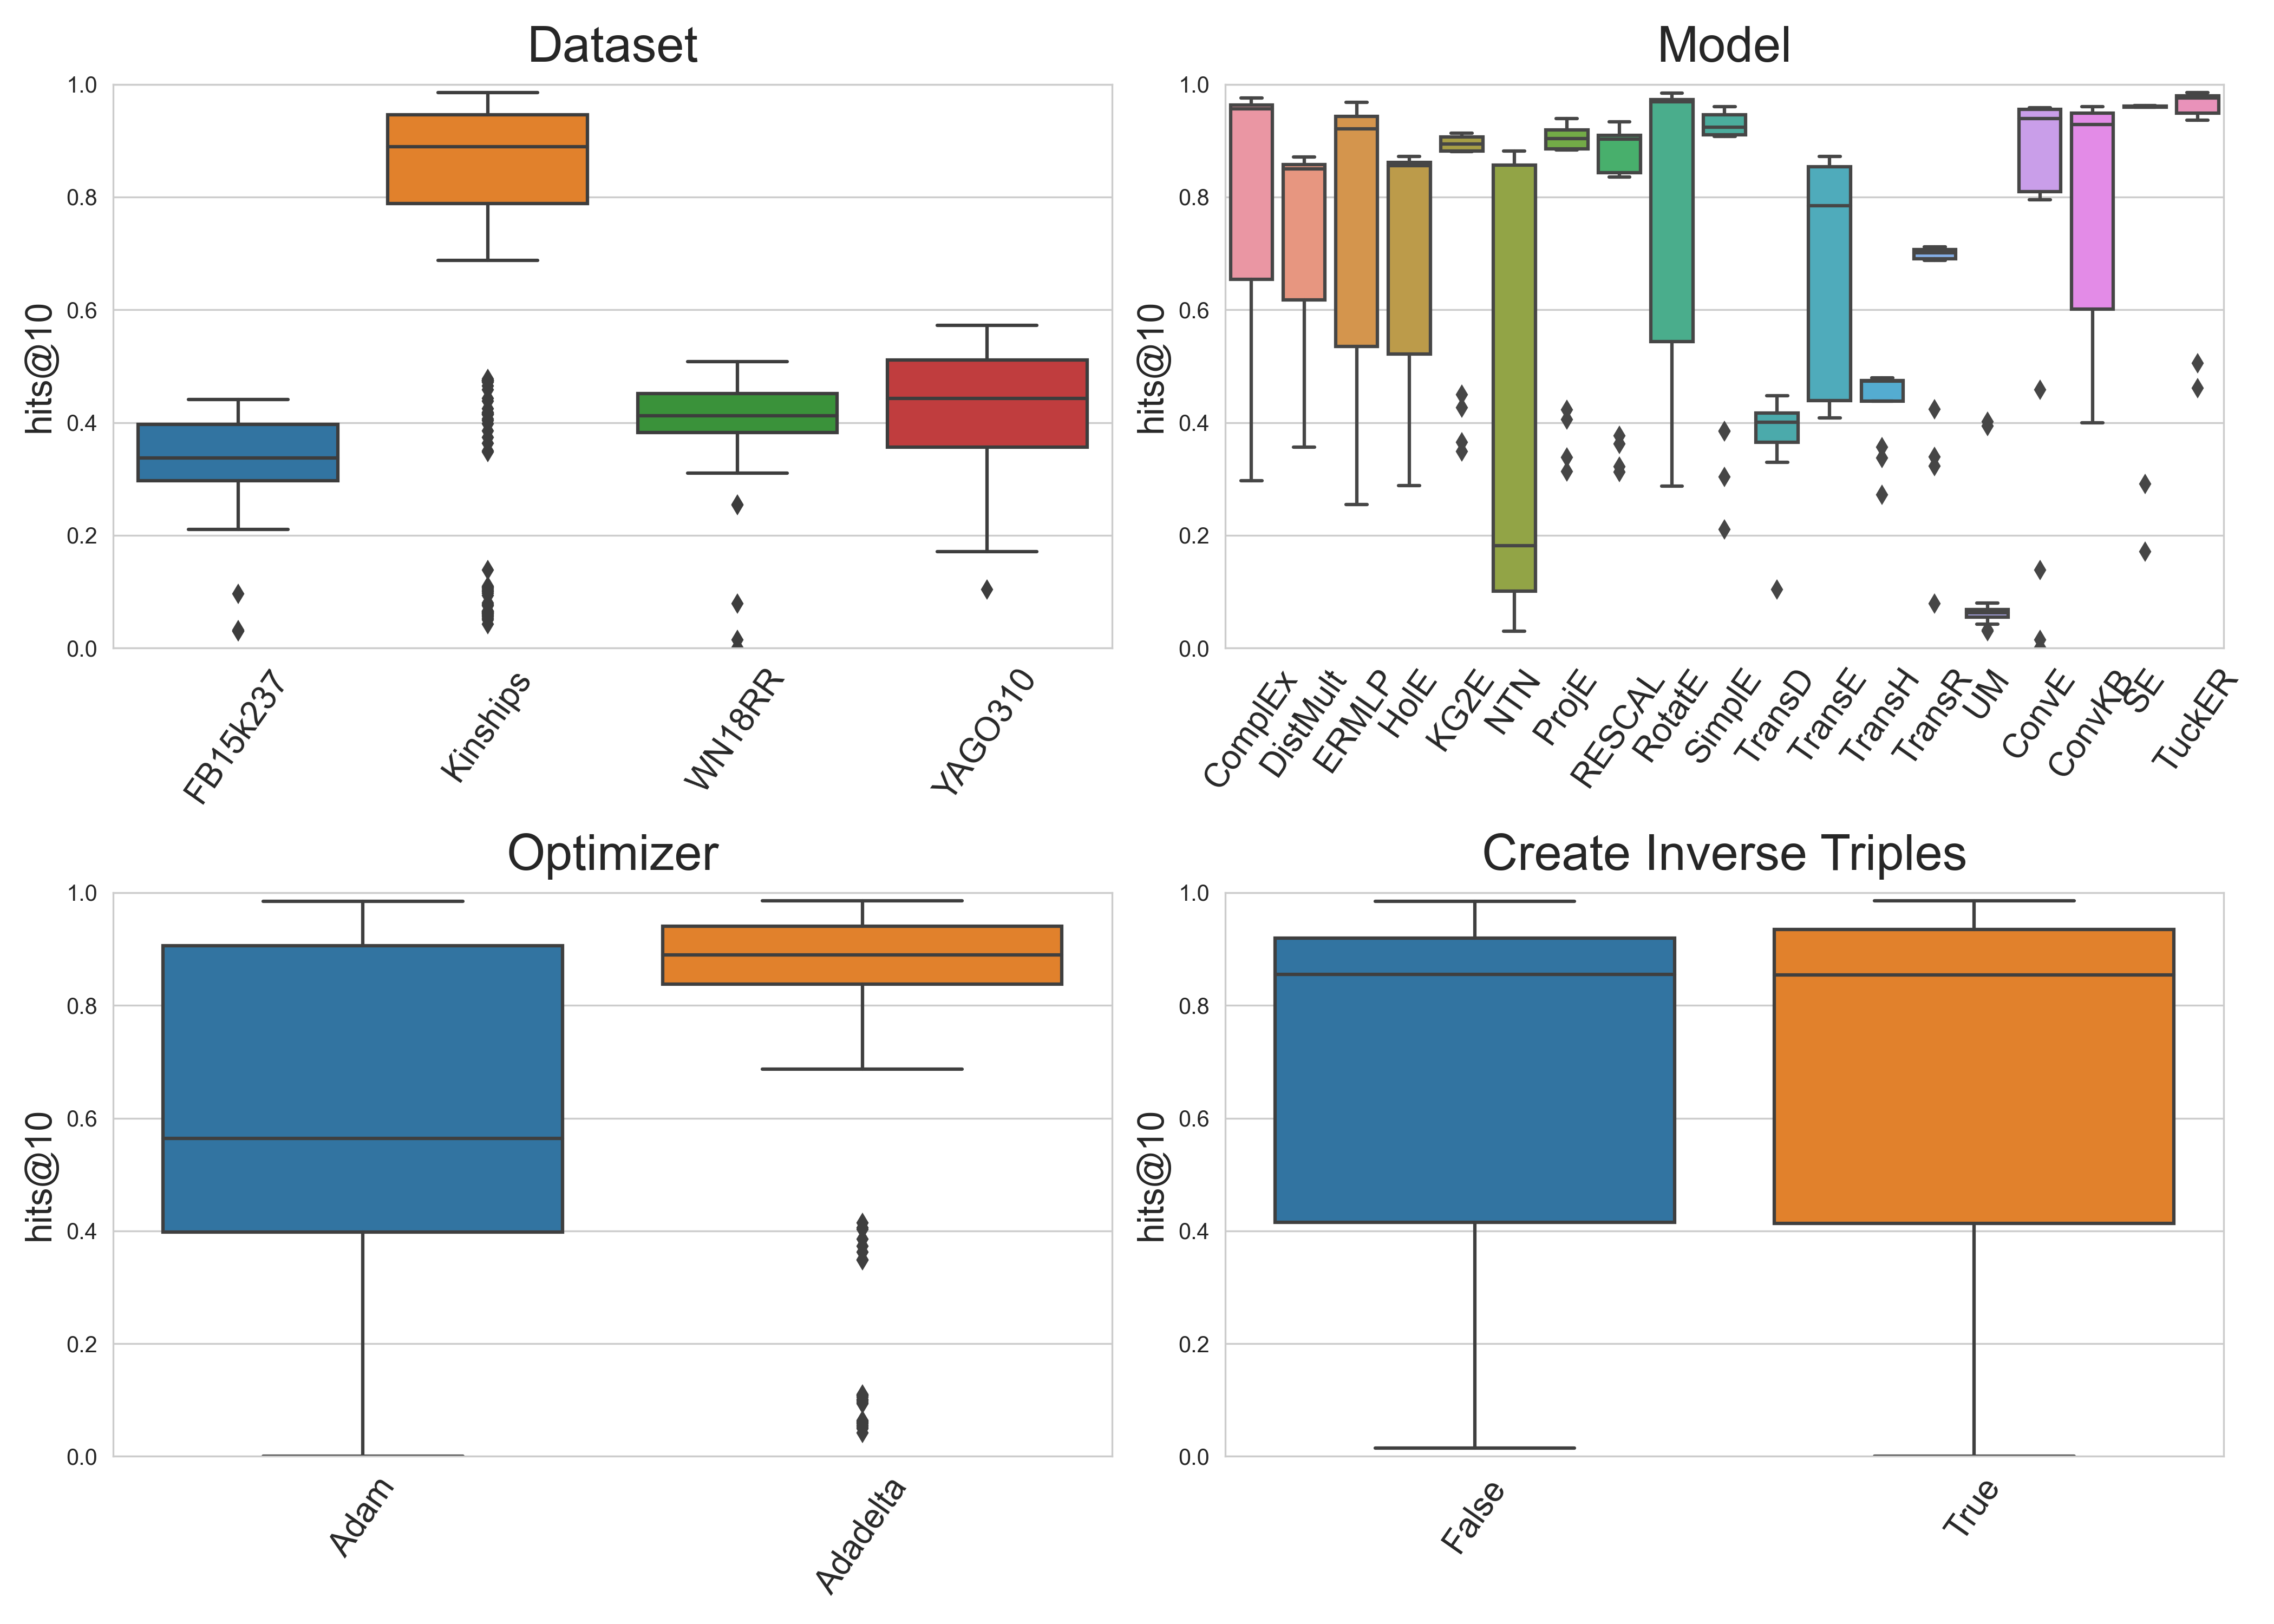 Dataset
hits@10
1.0
0.8
0.6
0.4
0.2
0.0
FB15k237
Kinships
WN18RR
YAGO310
Model
hits@10
1.0
0.8
0.6
0.4
0.2
0.0
ComplEx
DistMult
ERMLP
HolE
KG2E
NTN
ProjE
RESCAL
RotatE
SimplE
TransD
TransE
TransH
TransR
UM
ConvE
ConvKB
SE
TuckER
Optimizer
hits@10
1.0
0.8
0.6
0.4
0.2
0.0
Adam
Adadelta
Create Inverse Triples
hits@10
1.0
0.8
0.6
0.4
0.2
0.0
False
True